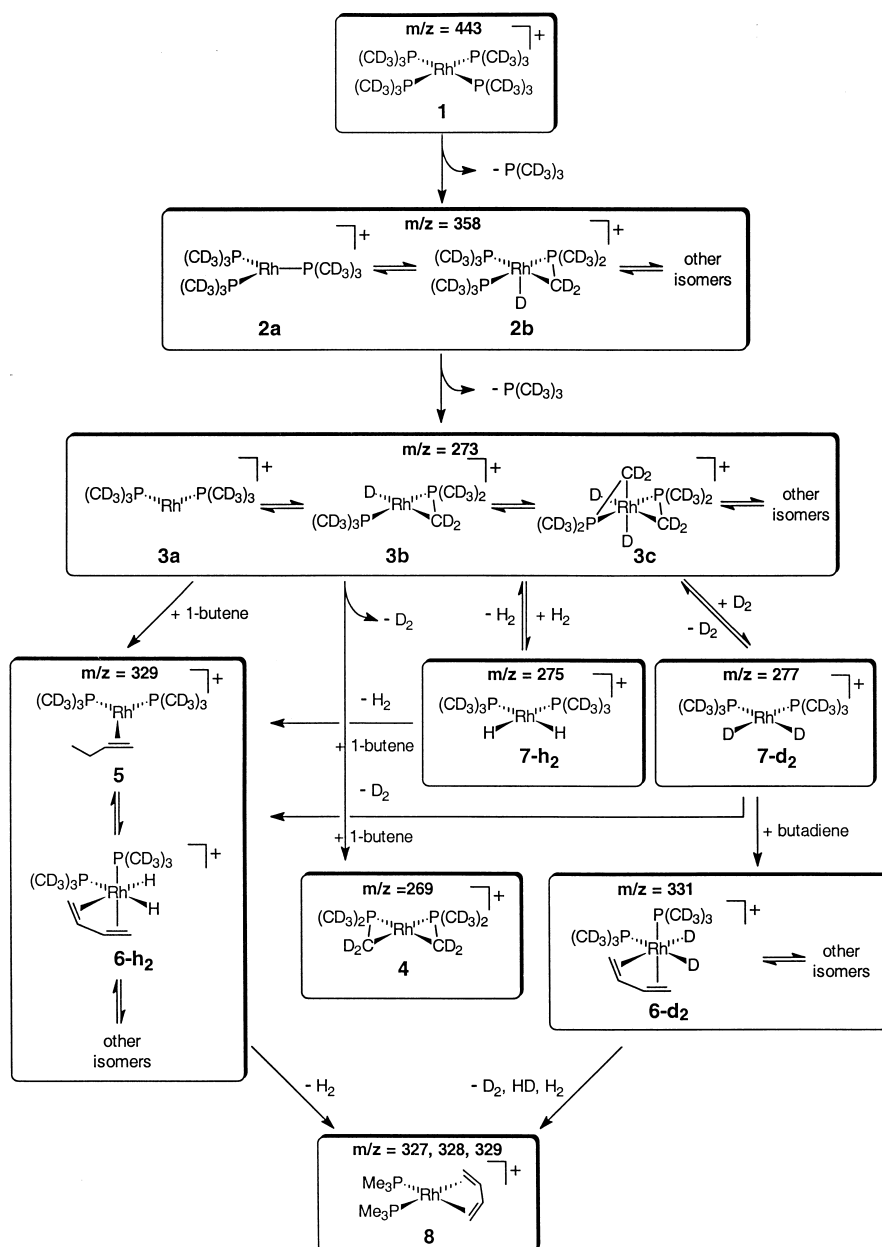 m/z = 443
(CD₃)₃P P(CD₃)₃ +
Rh
(CD₃)₃P P(CD₃)₃
1
- P(CD₃)₃
m/z = 358
(CD₃)₃P + (CD₃)₃P P(CD₃)₂ +
Rh P(CD₃)₃ Rh other
(CD₃)₃P (CD₃)₃P CD₂ isomers
D
2a 2b
- P(CD₃)₃
m/z = 273
CD₂
(CD₃)₃P P(CD₃)₃ + D P(CD₃)₂ + D P(CD₃)₂ + other
Rh Rh Rh isomers
(CD₃)₃P CD₂ (CD₃)₂P CD₂
D
3a 3b 3c
+ 1-butene - D₂ - H₂ + H₂ + D₂
- D₂
m/z = 329 m/z = 275 m/z = 277
(CD₃)₃P P(CD₃)₃ + (CD₃)₃P P(CD₃)₃ + (CD₃)₃P P(CD₃)₃ +
Rh Rh Rh
- H₂
H H D D
+ 1-butene
5 7-h₂ 7-d₂
- D₂
+ 1-butene + butadiene
P(CD₃)₃ +
(CD₃)₃P H
Rh
H
6-h₂
other
isomers
m/z =269
(CD₃)₂P P(CD₃)₂ +
Rh
D₂C CD₂
4
m/z = 331
P(CD₃)₃ +
(CD₃)₃P D
Rh other
D isomers
6-d₂
- H₂ - D₂, HD, H₂
m/z = 327, 328, 329
Me₃P +
Rh
Me₃P
8